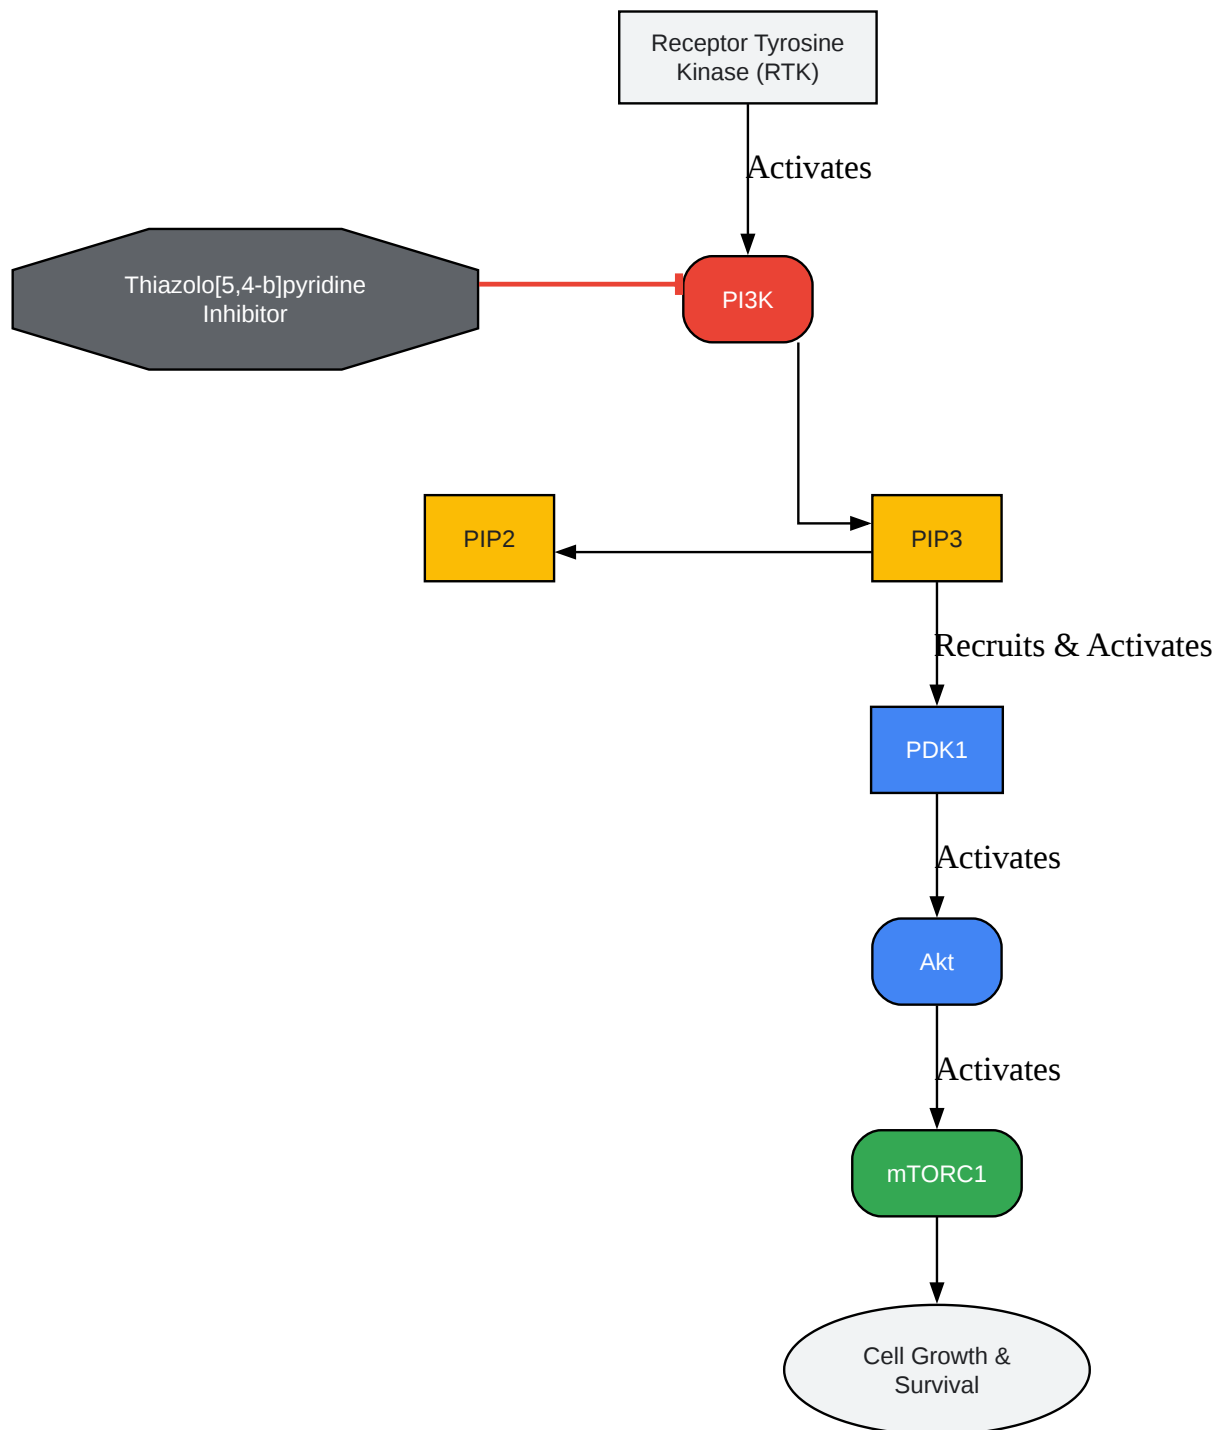 Receptor Tyrosine
Kinase (RTK)
Activates
Thiazolo[5,4-b]pyridine
Inhibitor
PI3K
PIP2
PIP3
Recruits & Activates
PDK1
Activates
Akt
Activates
mTORC1
Cell Growth &
Survival